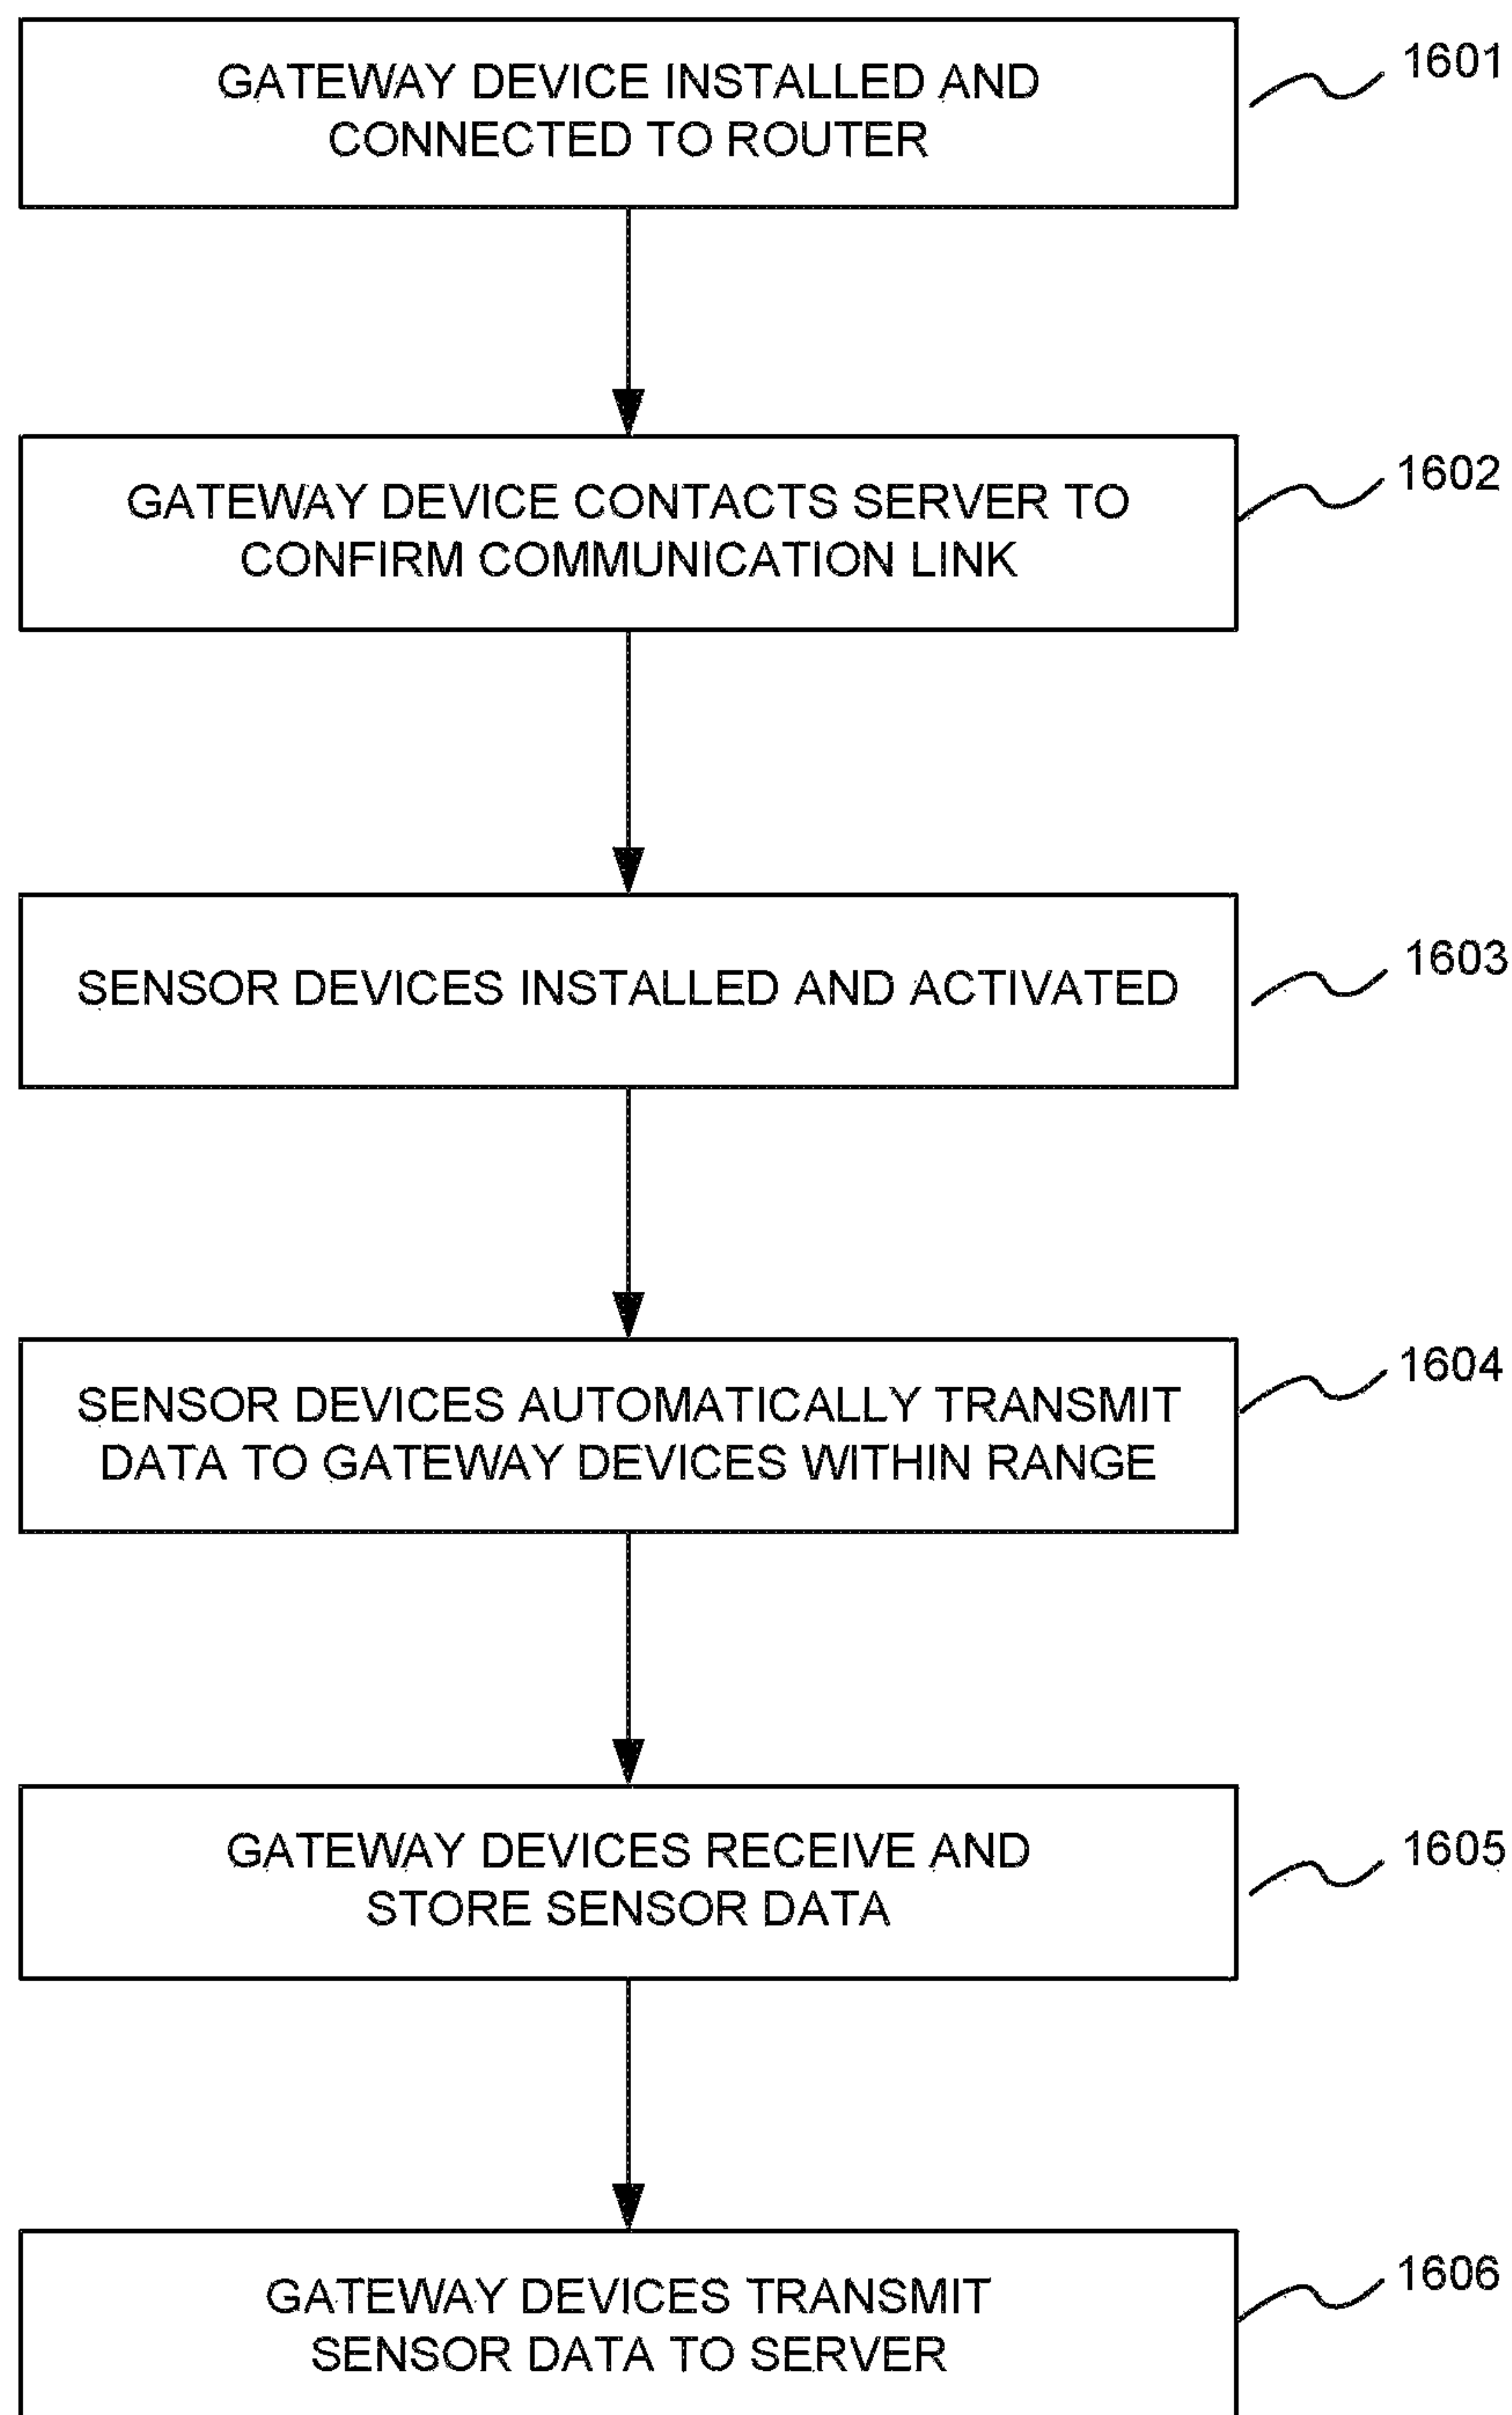 GATEWAY DEVICE INSTALLED AND
CONNECTED TO ROUTER
1601
GATEWAY DEVICE CONTACTS SERVER TO
CONFIRM COMMUNICATION LINK
1602
SENSOR DEVICES INSTALLED AND ACTIVATED
1603
SENSOR DEVICES AUTOMATICALLY TRANSMIT
DATA TO GATEWAY DEVICES WITHIN RANGE
1604
GATEWAY DEVICES RECEIVE AND
STORE SENSOR DATA
1605
GATEWAY DEVICES TRANSMIT
SENSOR DATA TO SERVER
1606